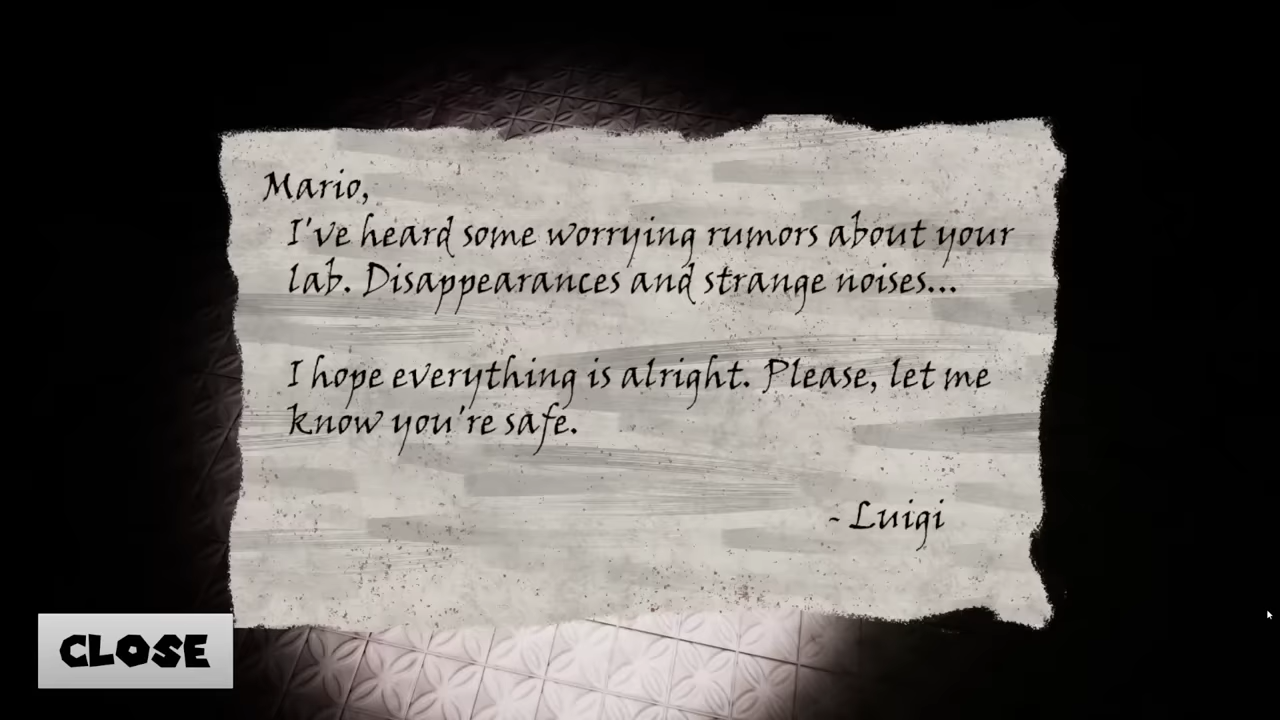 Mario,
I've heard some worrying rumors about your
lab. Disappearances and strange noises...
I hope everything is alright. Please, let me
know you're safe.
- Luigi
CLOSE